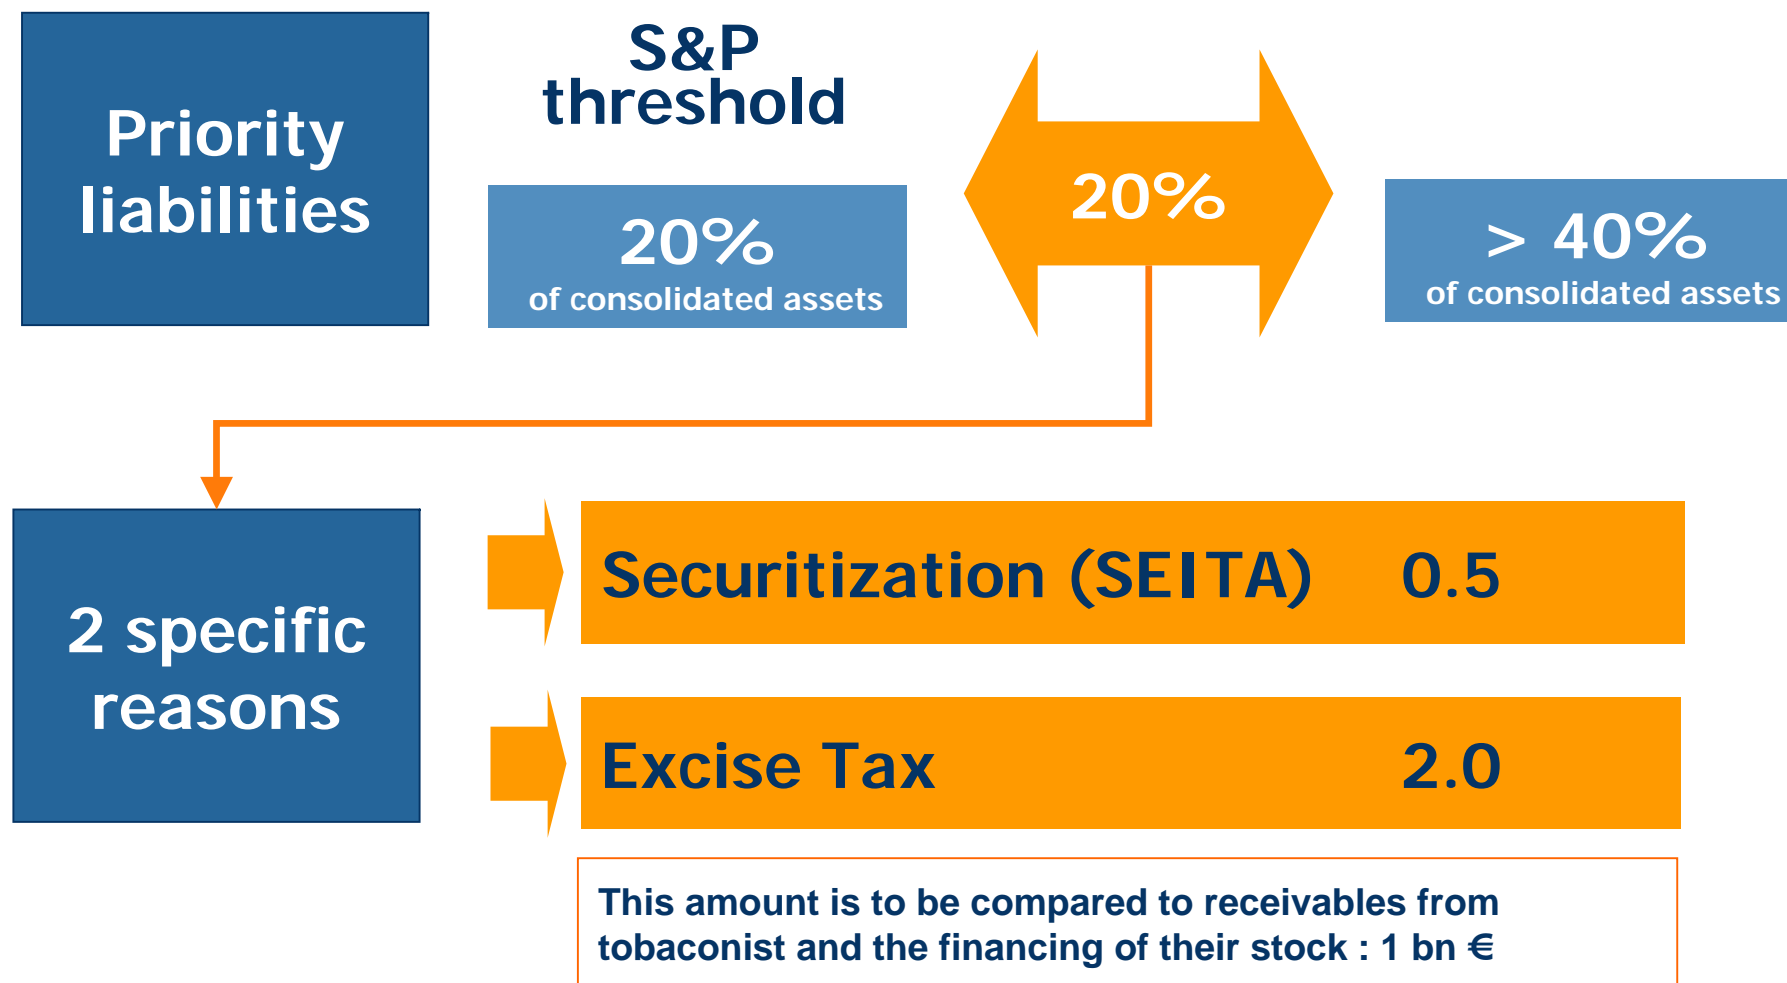 Priority
liabilities
S&P
threshold
20%
of consolidated assets
20%
> 40%
of consolidated assets
2 specific
reasons
Securitization (SEITA) 0.5
Excise Tax 2.0
This amount is to be compared to receivables from
tobaconist and the financing of their stock : 1 bn €